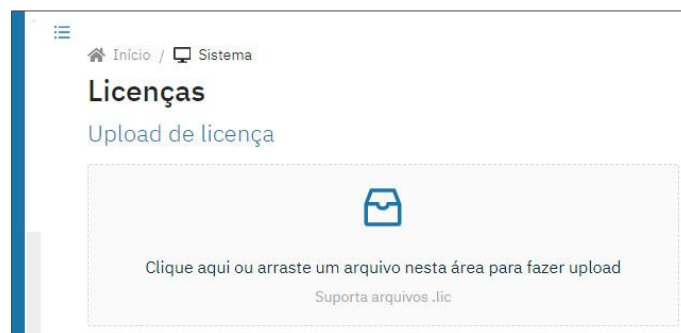 Início / Sistema
Licenças
Upload de licença
Clique aqui ou arraste um arquivo nesta área para fazer upload
Suporta arquivos .lic